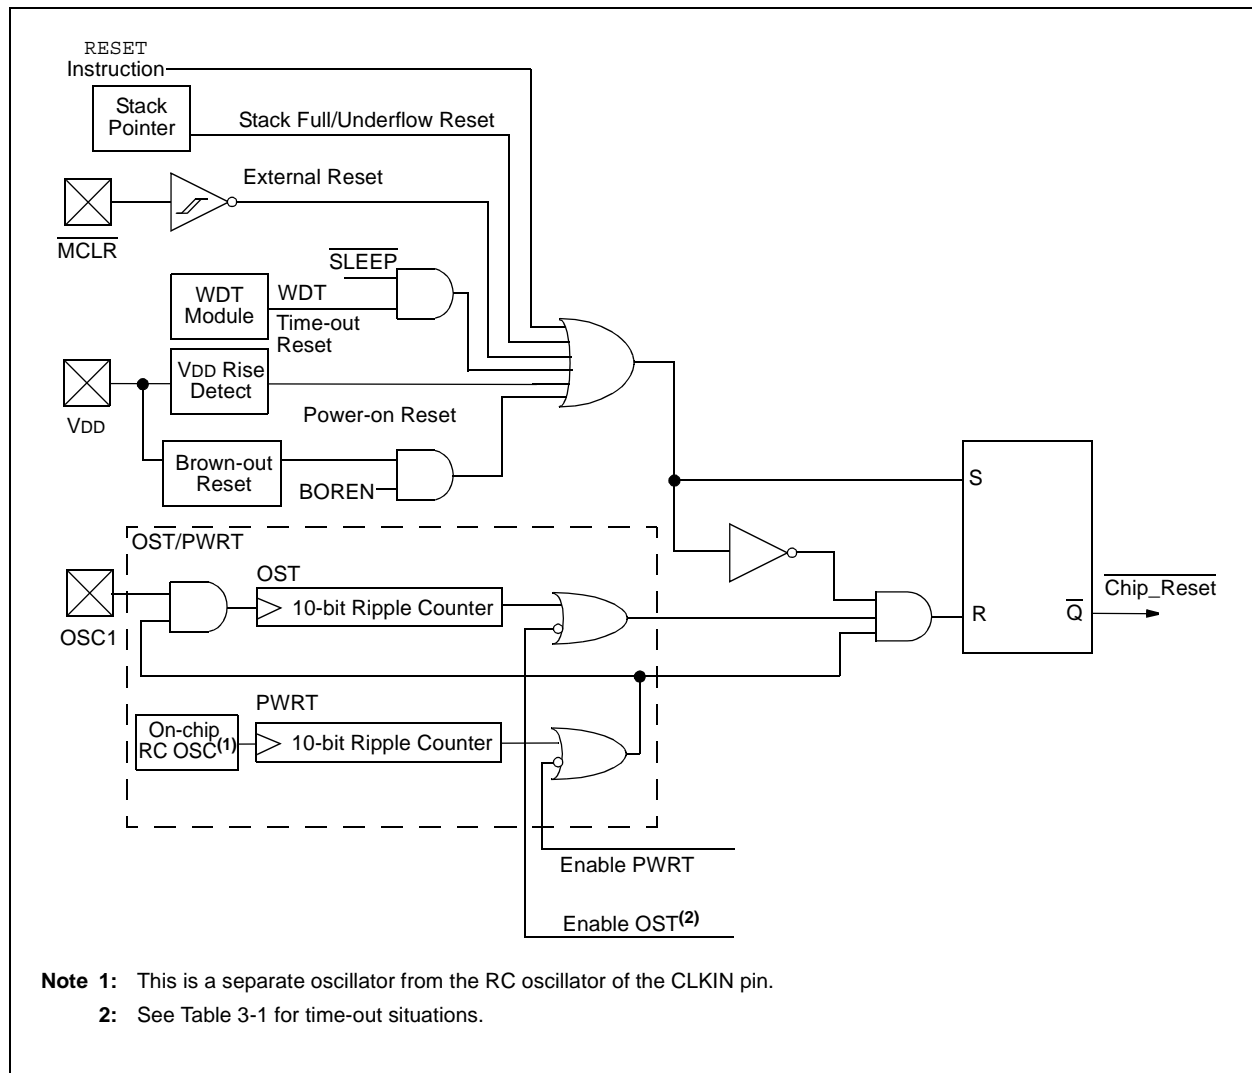 RESET
Instruction
Stack
Pointer
Stack Full/Underflow Reset
External Reset
MCLR
SLEEP
WDT
Module
WDT
Time-out
Reset
VDD Rise
Detect
VDD
Power-on Reset
Brown-out
Reset
BOREN
S
OST/PWRT
OST
10-bit Ripple Counter
OSC1
Chip_Reset
R
Q
PWRT
On-chip
RC OSC(1)
10-bit Ripple Counter
Enable PWRT
Enable OST(2)
Note 1: This is a separate oscillator from the RC oscillator of the CLKIN pin.
2: See Table 3-1 for time-out situations.